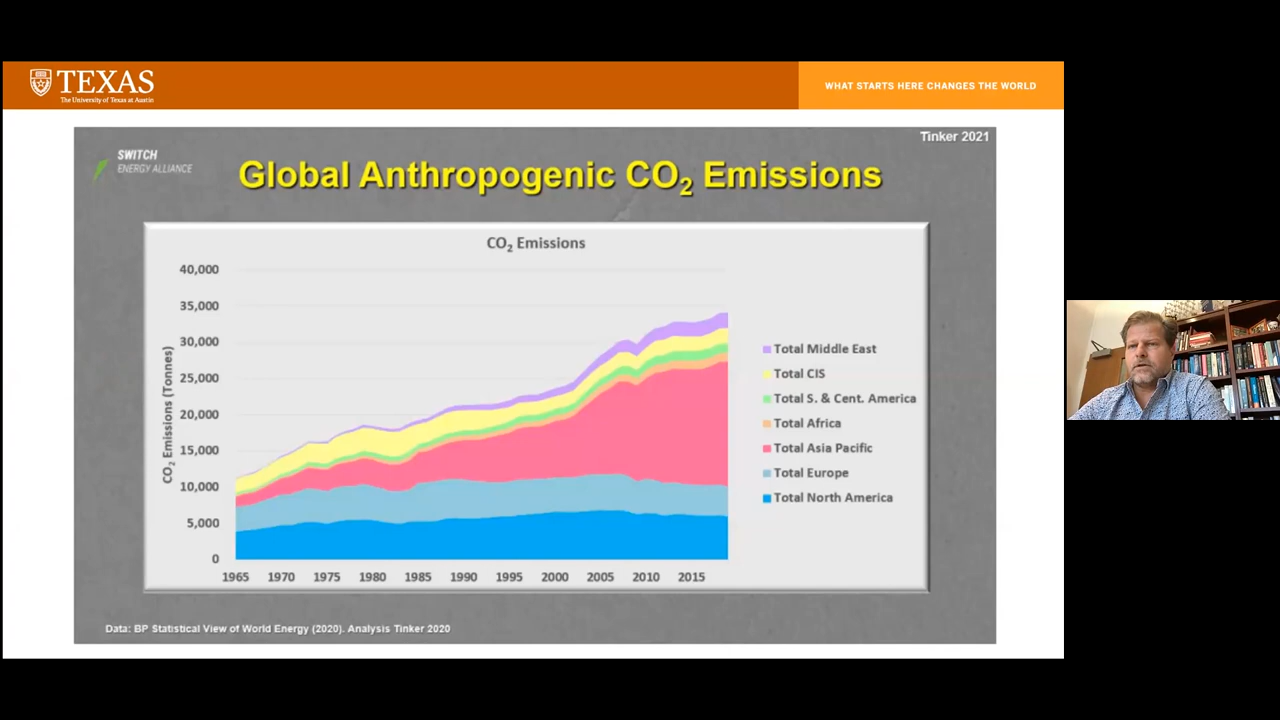 TEXAS
The University of Texas at Austin
WHAT STARTS HERE CHANGES THE WORLD
Tinker 2021
SWITCH
ENERGY ALLIANCE
Global Anthropogenic CO₂ Emissions
CO₂ Emissions
CO₂ Emissions (Tonnes)
40,000
35,000
30,000
25,000
20,000
15,000
10,000
5,000
0
1965 1970 1975 1980 1985 1990 1995 2000 2005 2010 2015
Total Middle East
Total CIS
Total S. & Cent. America
Total Africa
Total Asia Pacific
Total Europe
Total North America
Data: BP Statistical View of World Energy (2020). Analysis Tinker 2020